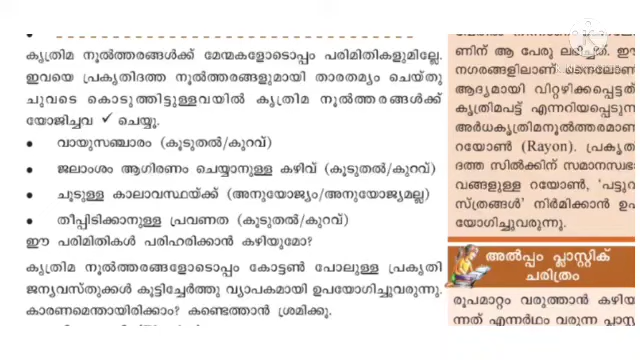 കൃത്രിമ നൂൽത്തരങ്ങൾക്ക് മേന്മകളോടൊപ്പം പരിമിതികളുമില്ലേ.
ഇവയെ പ്രകൃതിദത്ത നൂൽത്തരങ്ങളുമായി താരതമ്യം ചെയ്തു
ചുവടെ കൊടുത്തിട്ടുള്ളവയിൽ കൃത്രിമ നൂൽത്തരങ്ങൾക്ക്
യോജിച്ചവ ✓ ചെയ്യൂ.
• വായുസഞ്ചാരം (കൂടുതൽ/കുറവ്)
• ജലാംശം ആഗിരണം ചെയ്യാനുള്ള കഴിവ് (കൂടുതൽ/കുറവ്)
• ചൂടുള്ള കാലാവസ്ഥയ്ക്ക് (അനുയോജ്യം/അനുയോജ്യമല്ല)
• തീപ്പിടിക്കാനുള്ള പ്രവണത (കൂടുതൽ/കുറവ്)
ഈ പരിമിതികൾ പരിഹരിക്കാൻ കഴിയുമോ?
കൃത്രിമ നൂൽത്തരങ്ങളോടൊപ്പം കോട്ടൺ പോലുള്ള പ്രകൃതി
ജന്യവസ്തുക്കൾ കൂട്ടിച്ചേർത്തു വ്യാപകമായി ഉപയോഗിച്ചുവരുന്നു.
കാരണമെന്തായിരിക്കാം? കണ്ടെത്താൻ ശ്രമിക്കൂ.
ണിന് ആ പേരു ലഭിച്ചത്. ഈ
നഗരങ്ങളിലാണ് നൈലോൺ
ആദ്യമായി വിറ്റഴിക്കപ്പെട്ടത്
കൃത്രിമപട്ട് എന്നറിയപ്പെടുന്ന
അർധകൃത്രിമനൂൽത്തരമാണ്
റയോൺ (Rayon). പ്രകൃതി
ദത്ത സിൽക്കിന് സമാനസ്വഭാ
വങ്ങളുള്ള റയോൺ, 'പട്ടുവ
സ്ത്രങ്ങൾ' നിർമിക്കാൻ ഉപ
യോഗിച്ചുവരുന്നു.
അൽപ്പം പ്ലാസ്റ്റിക്
ചരിത്രം
രൂപമാറ്റം വരുത്താൻ കഴിയു
ന്നത് എന്നർഥം വരുന്ന പ്ലാസ്റ്റി